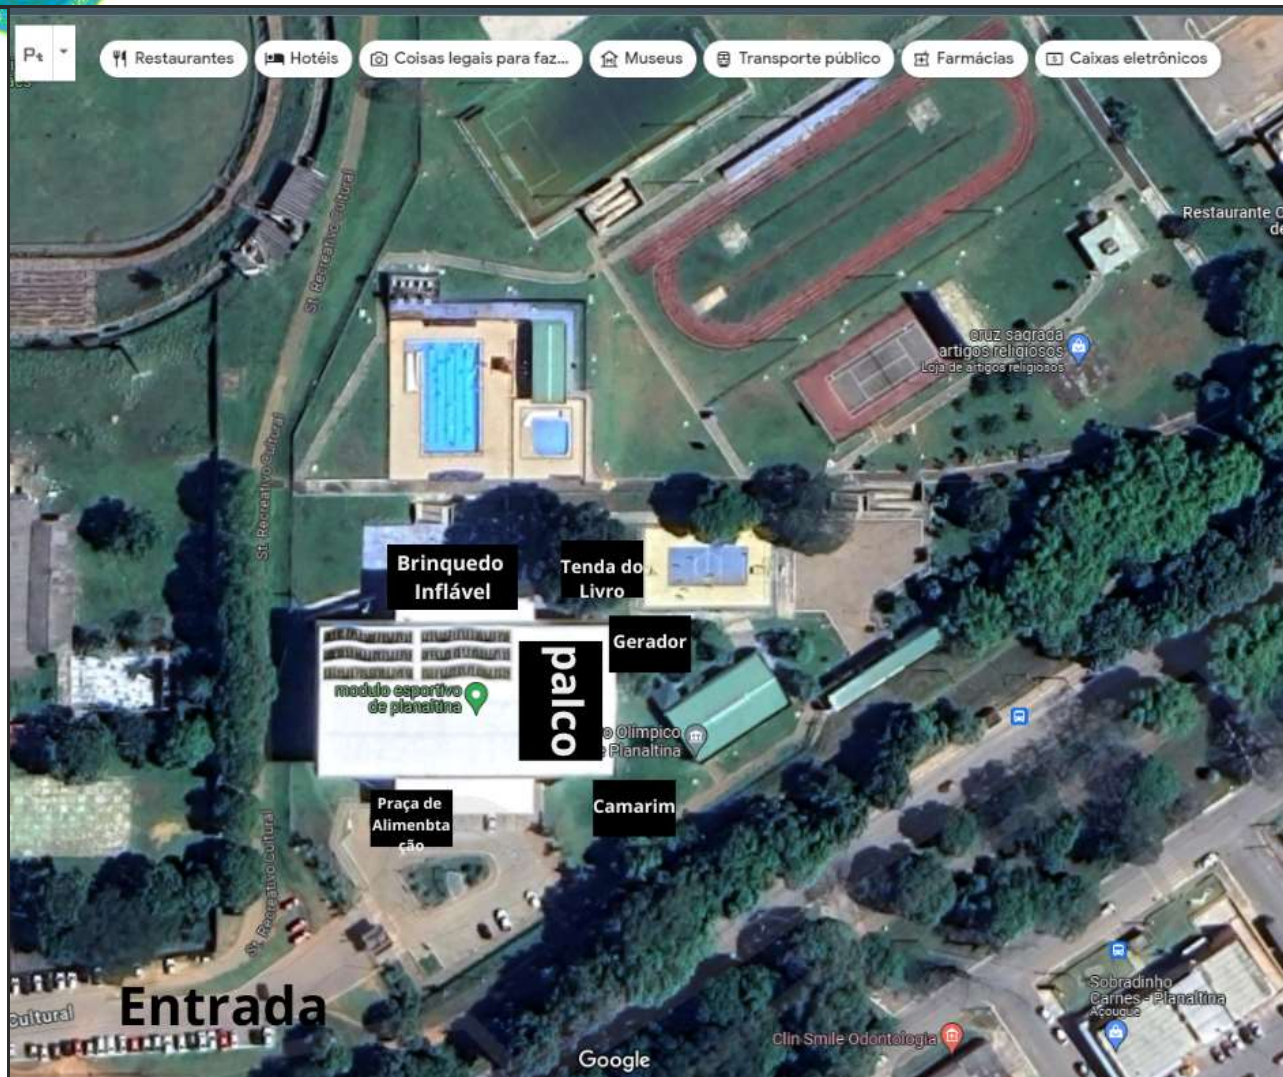 Restaurantes
Hotéis
Coisas legais para faz...
Museus
Transporte público
Farmácias
Caixas eletrônicos
St. Recreativo Cultural
Restaurante
cruz sagrada
artigos religiosos
Loja de artigos religiosos
St. Recreativo Cultural
Brinquedo
Inflável
Tenda do
Livro
Gerador
palco
modulo esportivo
de planaltina
o Olímpico
Planaltina
Praça de
Alimenbta
ção
Camarim
St. Recreativo Cultural
Entrada
Cultural
Sobradinho
Carnes - Planaltina
Açougue
Clin Smile Odontologia
Google